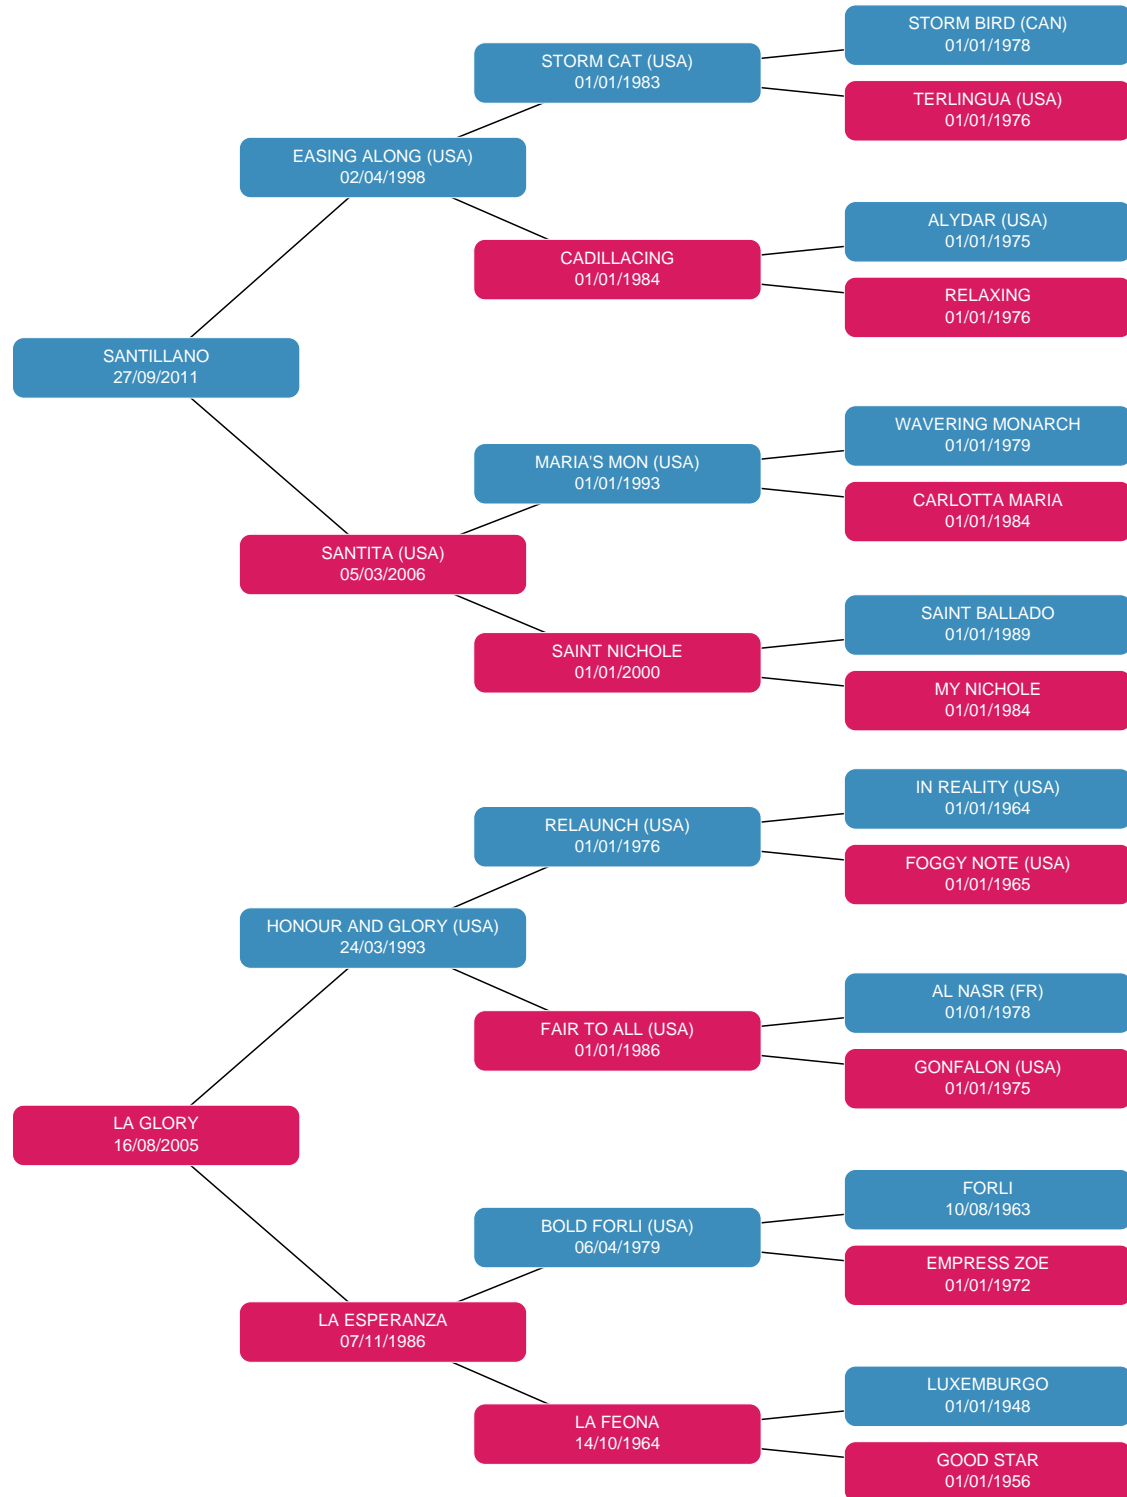 STORM BIRD (CAN)
01/01/1978
STORM CAT (USA)
01/01/1983
TERLINGUA (USA)
01/01/1976
EASING ALONG (USA)
02/04/1998
ALYDAR (USA)
01/01/1975
CADILLACING
01/01/1984
RELAXING
01/01/1976
SANTILLANO
27/09/2011
WAVERING MONARCH
01/01/1979
MARIA'S MON (USA)
01/01/1993
CARLOTTA MARIA
01/01/1984
SANTITA (USA)
05/03/2006
SAINT BALLADO
01/01/1989
SAINT NICHOLE
01/01/2000
MY NICHOLE
01/01/1984
IN REALITY (USA)
01/01/1964
RELAUNCH (USA)
01/01/1976
FOGGY NOTE (USA)
01/01/1965
HONOUR AND GLORY (USA)
24/03/1993
AL NASR (FR)
01/01/1978
FAIR TO ALL (USA)
01/01/1986
GONFALON (USA)
01/01/1975
LA GLORY
16/08/2005
FORLI
10/08/1963
BOLD FORLI (USA)
06/04/1979
EMPRESS ZOE
01/01/1972
LA ESPERANZA
07/11/1986
LUXEMBURGO
01/01/1948
LA FEONA
14/10/1964
GOOD STAR
01/01/1956